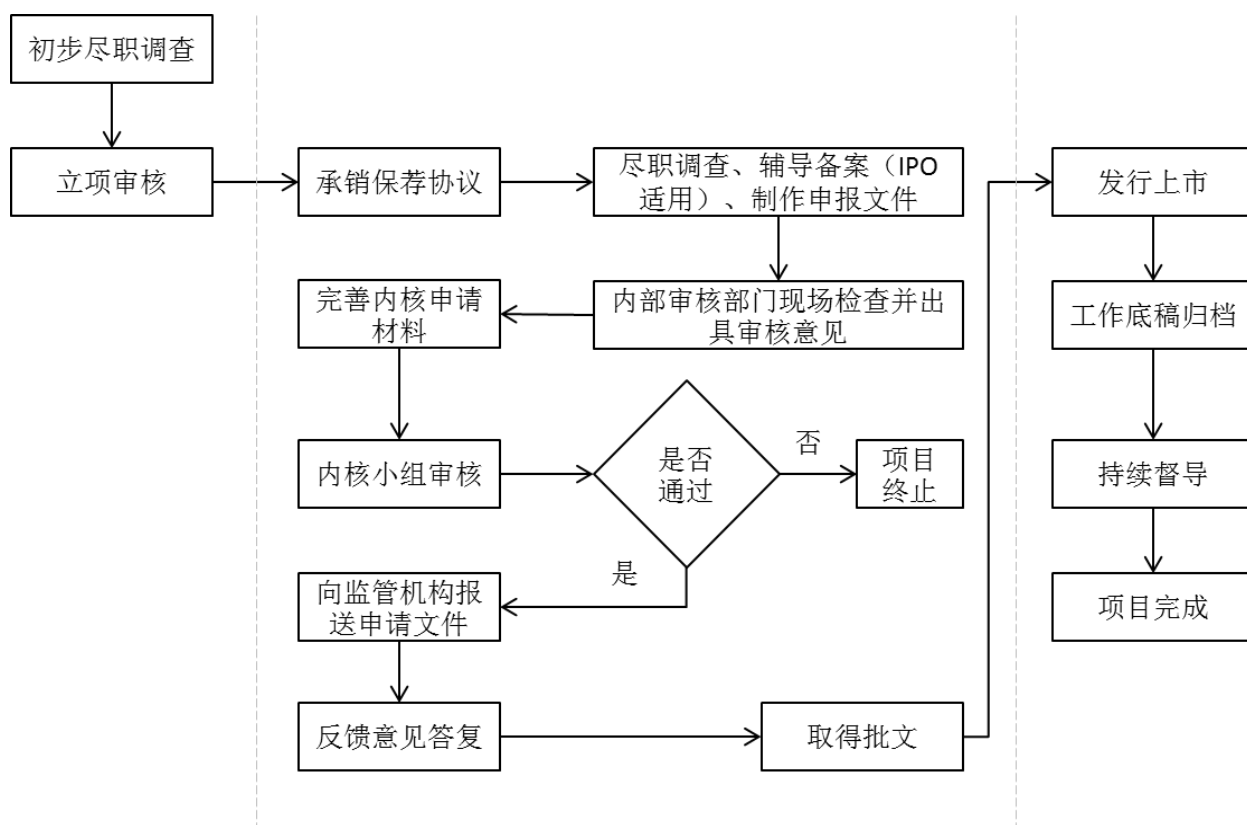 初步尽职调查
立项审核
承销保荐协议
尽职调查、辅导备案（IPO
适用）、制作申报文件
内部审核部门现场检查并出
具审核意见
完善内核申请
材料
内核小组审核
是否
通过
否
项目
终止
是
向监管机构报
送申请文件
反馈意见答复
取得批文
发行上市
工作底稿归档
持续督导
项目完成